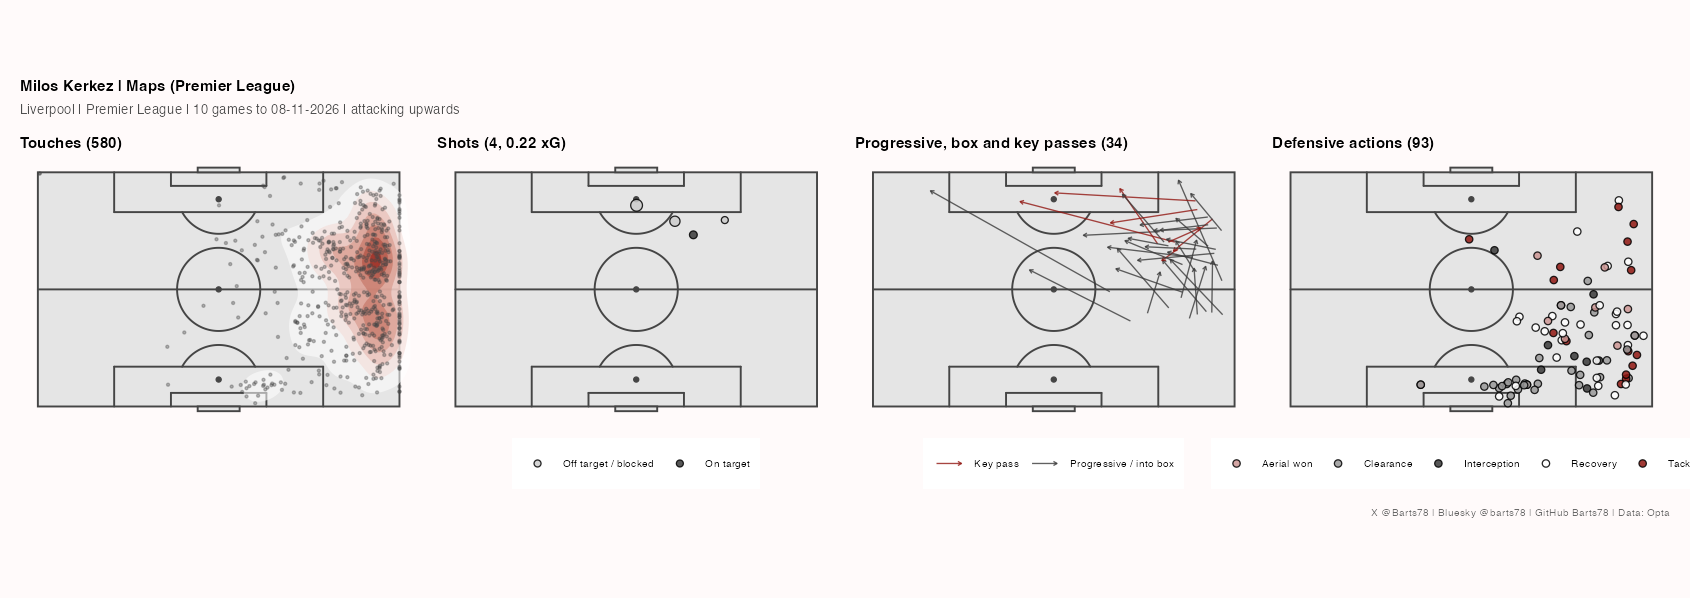 Milos Kerkez | Maps (Premier League)
Liverpool | Premier League | 10 games to 08-11-2026 | attacking upwards
Touches (580)
Shots (4, 0.22 xG)
Progressive, box and key passes (34)
Defensive actions (93)
Off target / blocked
On target
Key pass
Progressive / into box
Aerial won
Clearance
Interception
Recovery
Tack
X @Barts78 | Bluesky @barts78 | GitHub Barts78 | Data: Opta